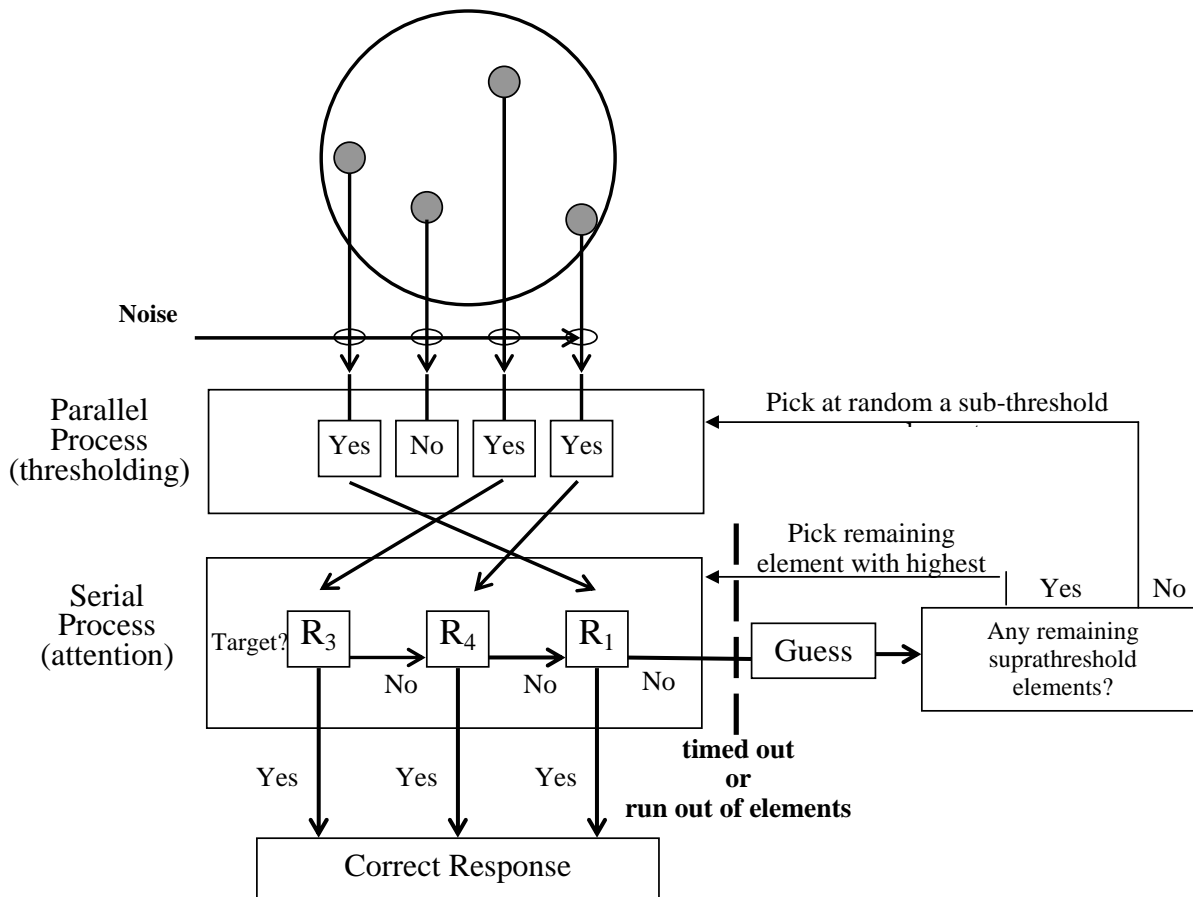 Noise
Parallel
Process
(thresholding)
Yes
No
Yes
Yes
Pick at random a sub-threshold
Pick remaining
element with highest
Yes
No
Serial
Process
(attention)
Target?
R3
R4
R1
No
No
No
Guess
Any remaining
suprathreshold
elements?
timed out
or
run out of elements
Yes
Yes
Yes
Correct Response